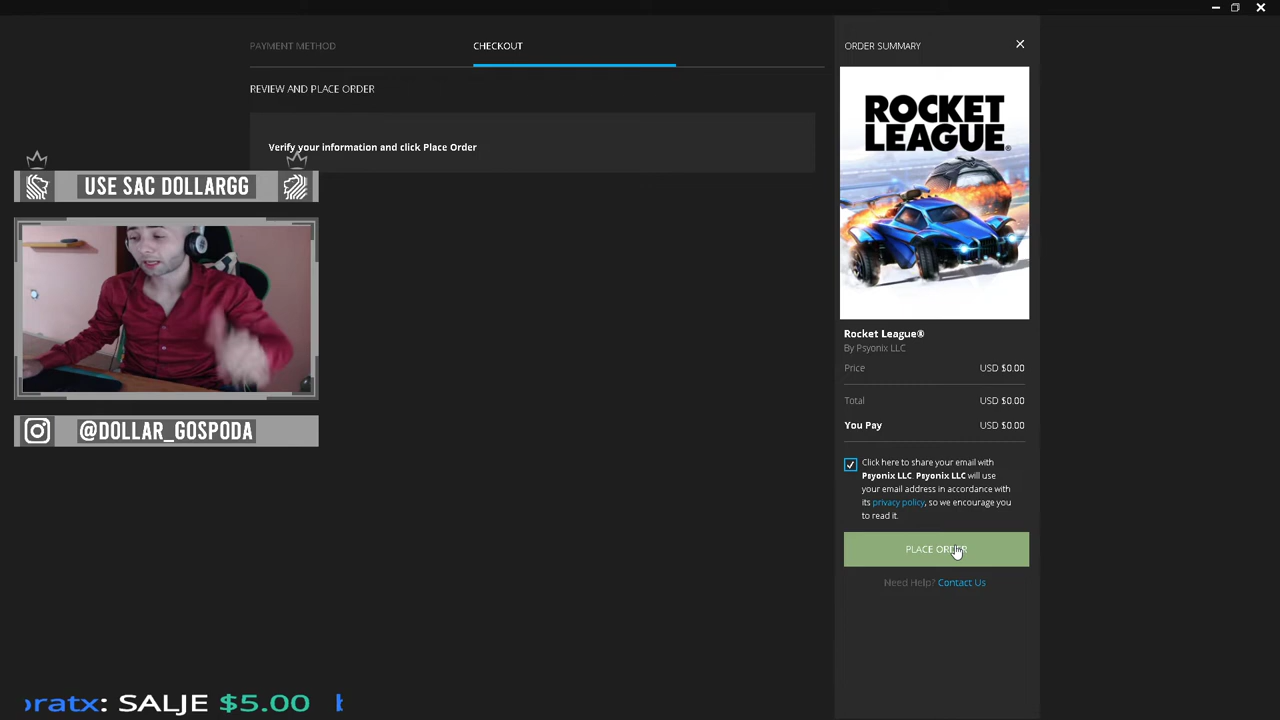 PAYMENT METHOD
CHECKOUT
REVIEW AND PLACE ORDER
Verify your information and click Place Order
USE SAC DOLLARGG
@DOLLAR_GOSPODA
oratx: SALJE $5.00
ORDER SUMMARY
ROCKET
LEAGUE®
Rocket League®
By Psyonix LLC
Price USD $0.00
Total USD $0.00
You Pay USD $0.00
Click here to share your email with
Psyonix LLC. Psyonix LLC will use
your email address in accordance with
its privacy policy, so we encourage you
to read it.
PLACE ORDER
Need Help? Contact Us